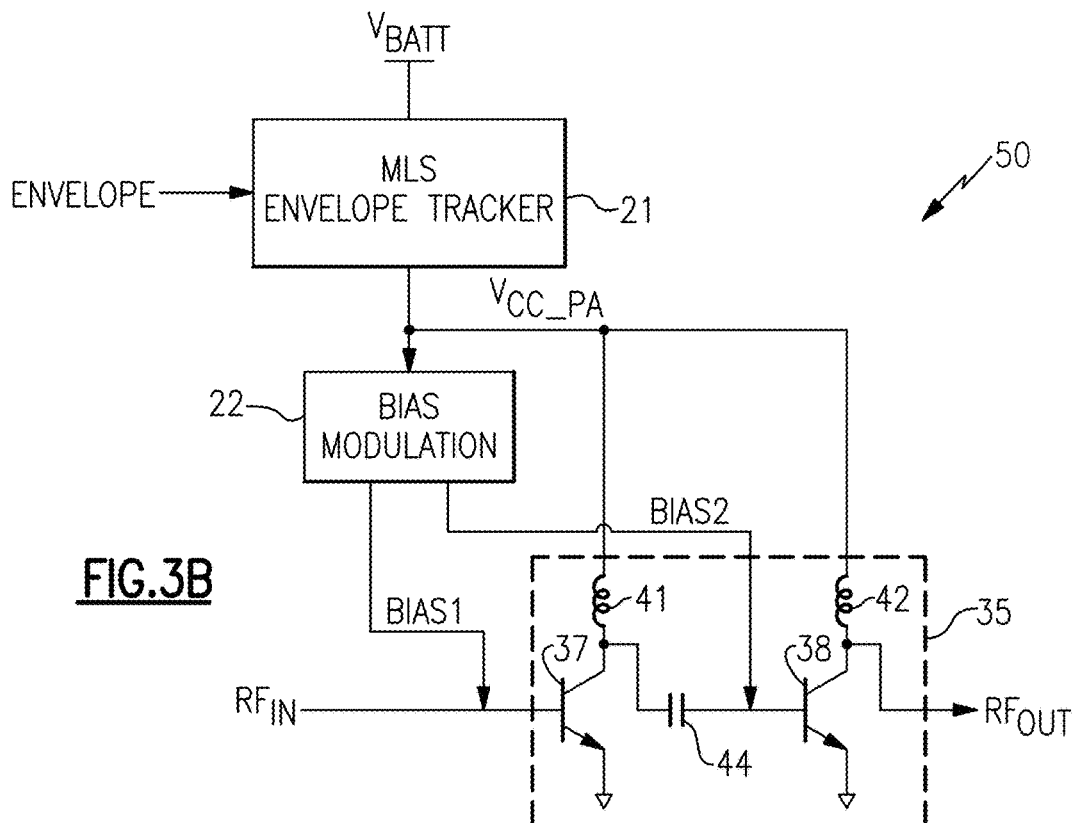 V_BATT
50
MLS
ENVELOPE TRACKER
ENVELOPE
21
V_CC_PA
22
BIAS
MODULATION
BIAS2
FIG.3B
BIAS1
41
42
35
37
38
RF_IN
44
RF_OUT